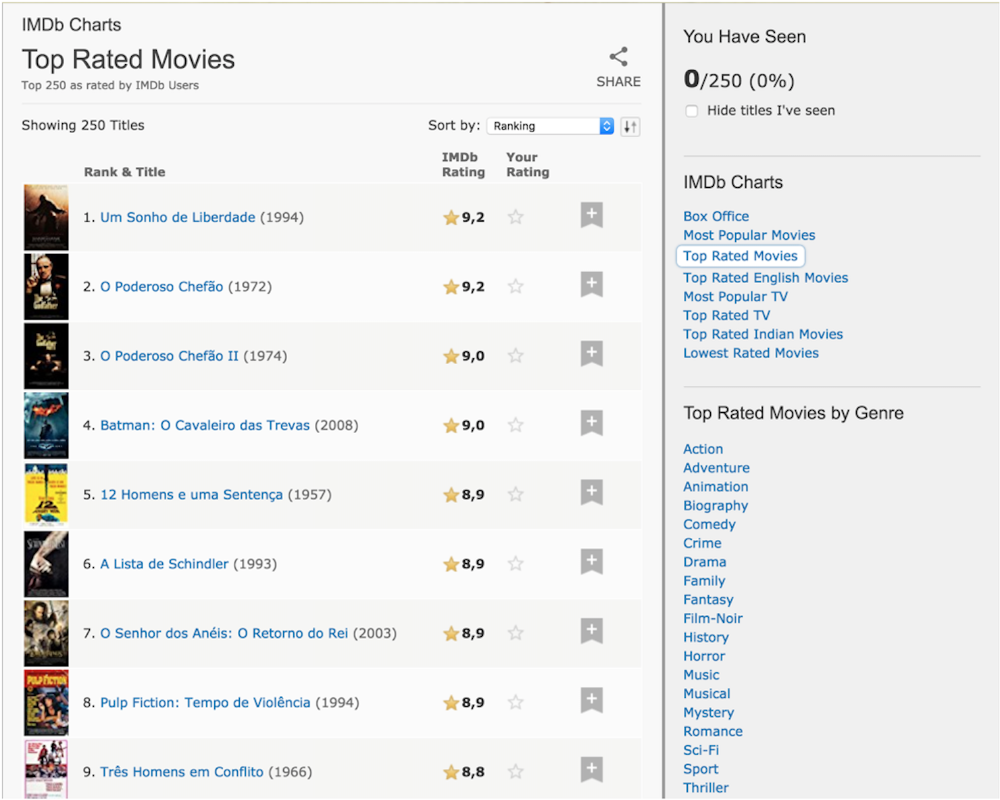 IMDb Charts
Top Rated Movies
Top 250 as rated by IMDb Users
SHARE
Showing 250 Titles
Sort by: Ranking
Rank & Title IMDb Rating Your Rating
1. Um Sonho de Liberdade (1994) 9,2
The Godfather
2. O Poderoso Chefão (1972) 9,2
The Godfather
3. O Poderoso Chefão II (1974) 9,0
4. Batman: O Cavaleiro das Trevas (2008) 9,0
12
5. 12 Homens e uma Sentença (1957) 8,9
6. A Lista de Schindler (1993) 8,9
7. O Senhor dos Anéis: O Retorno do Rei (2003) 8,9
PULP FICTION
8. Pulp Fiction: Tempo de Violência (1994) 8,9
9. Três Homens em Conflito (1966) 8,8
You Have Seen
0/250 (0%)
Hide titles I've seen
IMDb Charts
Box Office
Most Popular Movies
Top Rated Movies
Top Rated English Movies
Most Popular TV
Top Rated TV
Top Rated Indian Movies
Lowest Rated Movies
Top Rated Movies by Genre
Action
Adventure
Animation
Biography
Comedy
Crime
Drama
Family
Fantasy
Film-Noir
History
Horror
Music
Musical
Mystery
Romance
Sci-Fi
Sport
Thriller